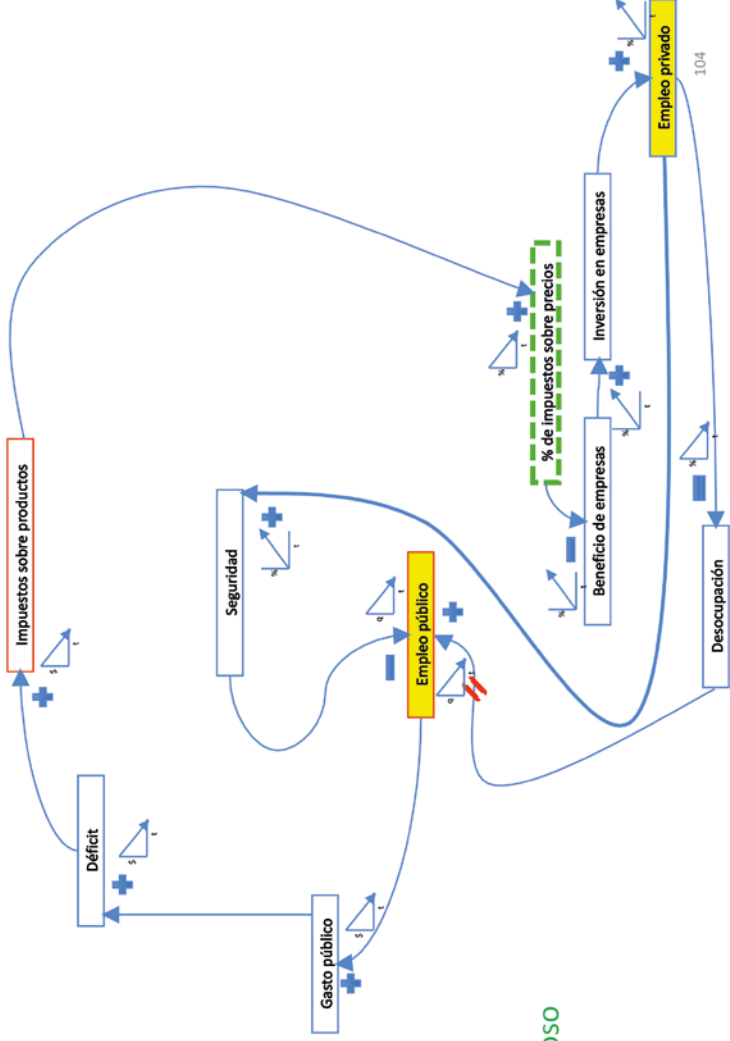 Impuestos sobre productos
$
t
Déficit
$
t
Seguridad
%
t
Gasto público
$
t
q
t
Empleo público
q
t
%
t
% de impuestos sobre precios
OSO
%
t
Beneficio de empresas
Inversión en empresas
%
t
%
t
Empleo privado
%
t
Desocupación
104